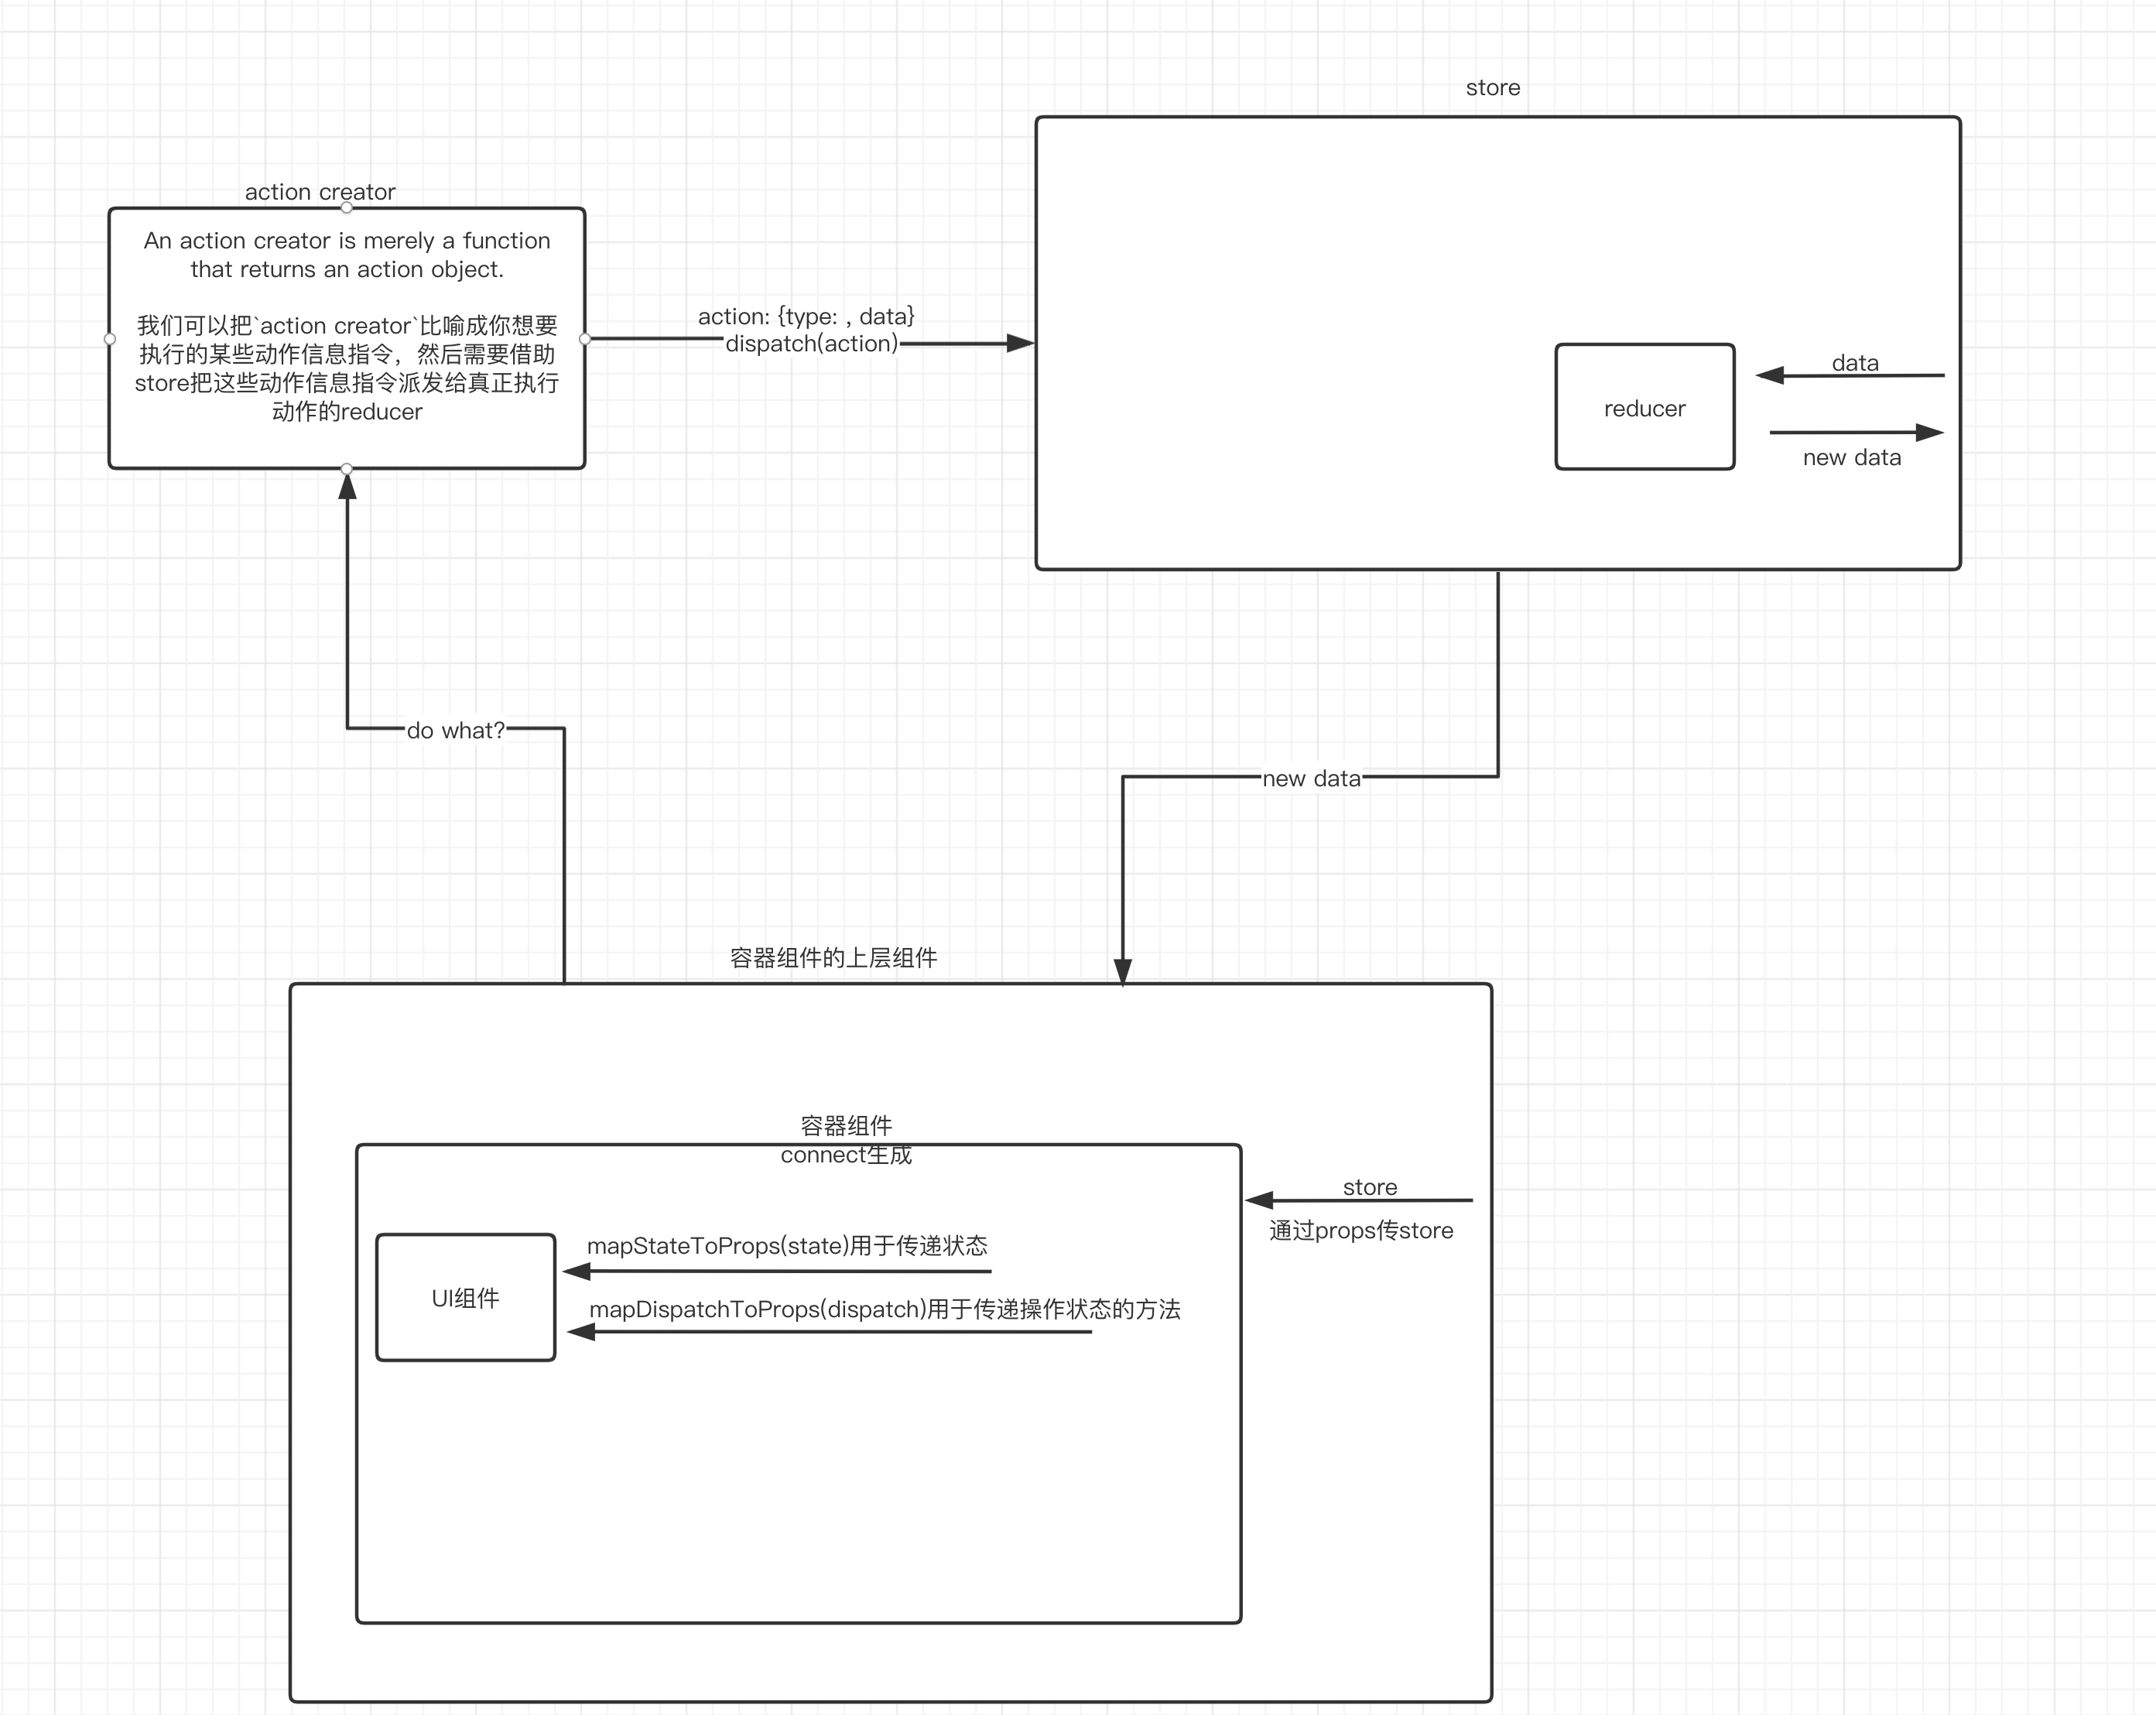 store
action creator
An action creator is merely a function
that returns an action object.
我们可以把`action creator`比喻成你想要
执行的某些动作信息指令，然后需要借助
store把这些动作信息指令派发给真正执行
动作的reducer
action: {type: , data}
dispatch(action)
data
reducer
new data
do what?
new data
容器组件的上层组件
容器组件
connect生成
store
通过props传store
mapStateToProps(state)用于传递状态
UI组件
mapDispatchToProps(dispatch)用于传递操作状态的方法